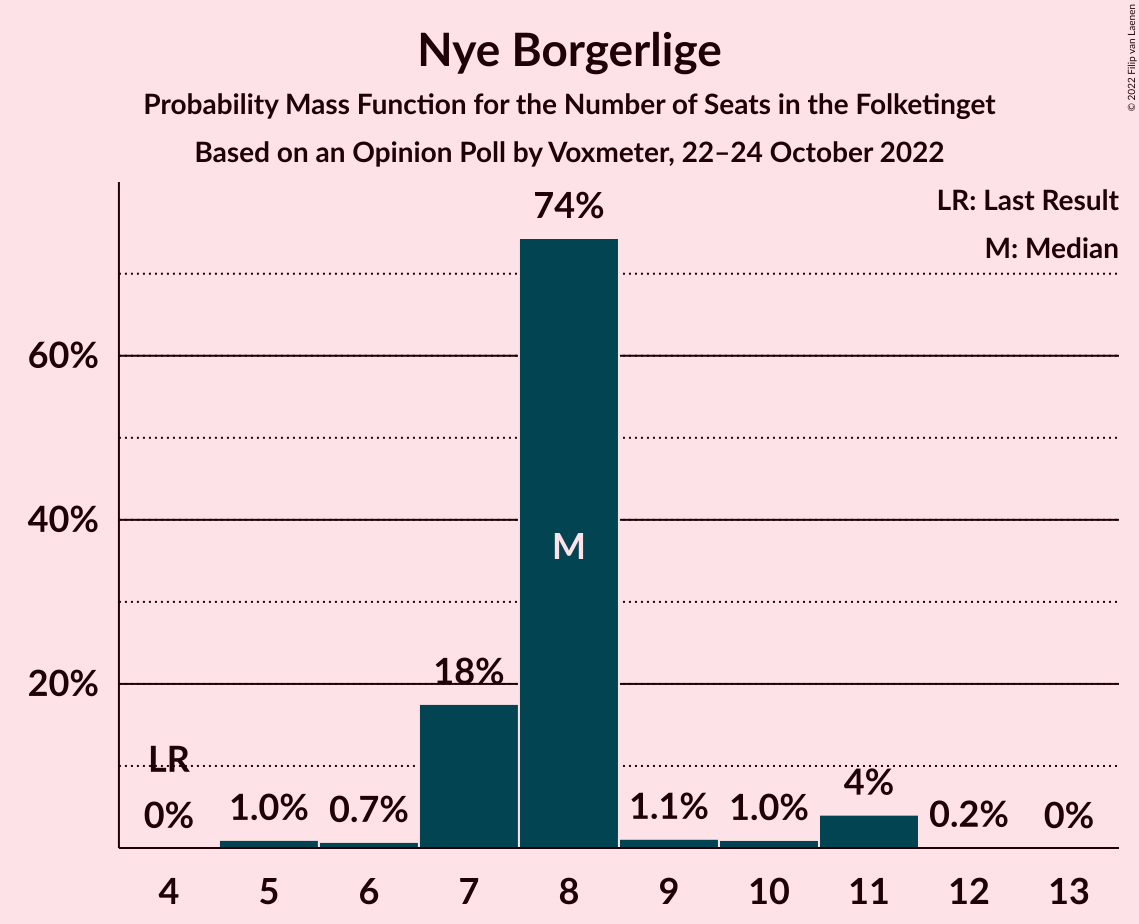 Nye Borgerlige
Probability Mass Function for the Number of Seats in the Folketinget
Based on an Opinion Poll by Voxmeter, 22–24 October 2022
© 2022 Filip van Laenen
LR: Last Result
M: Median
74%
60%
40%
M
18%
20%
LR
0%
1.0%
0.7%
1.1%
1.0%
4%
0.2%
0%
4 5 6 7 8 9 10 11 12 13